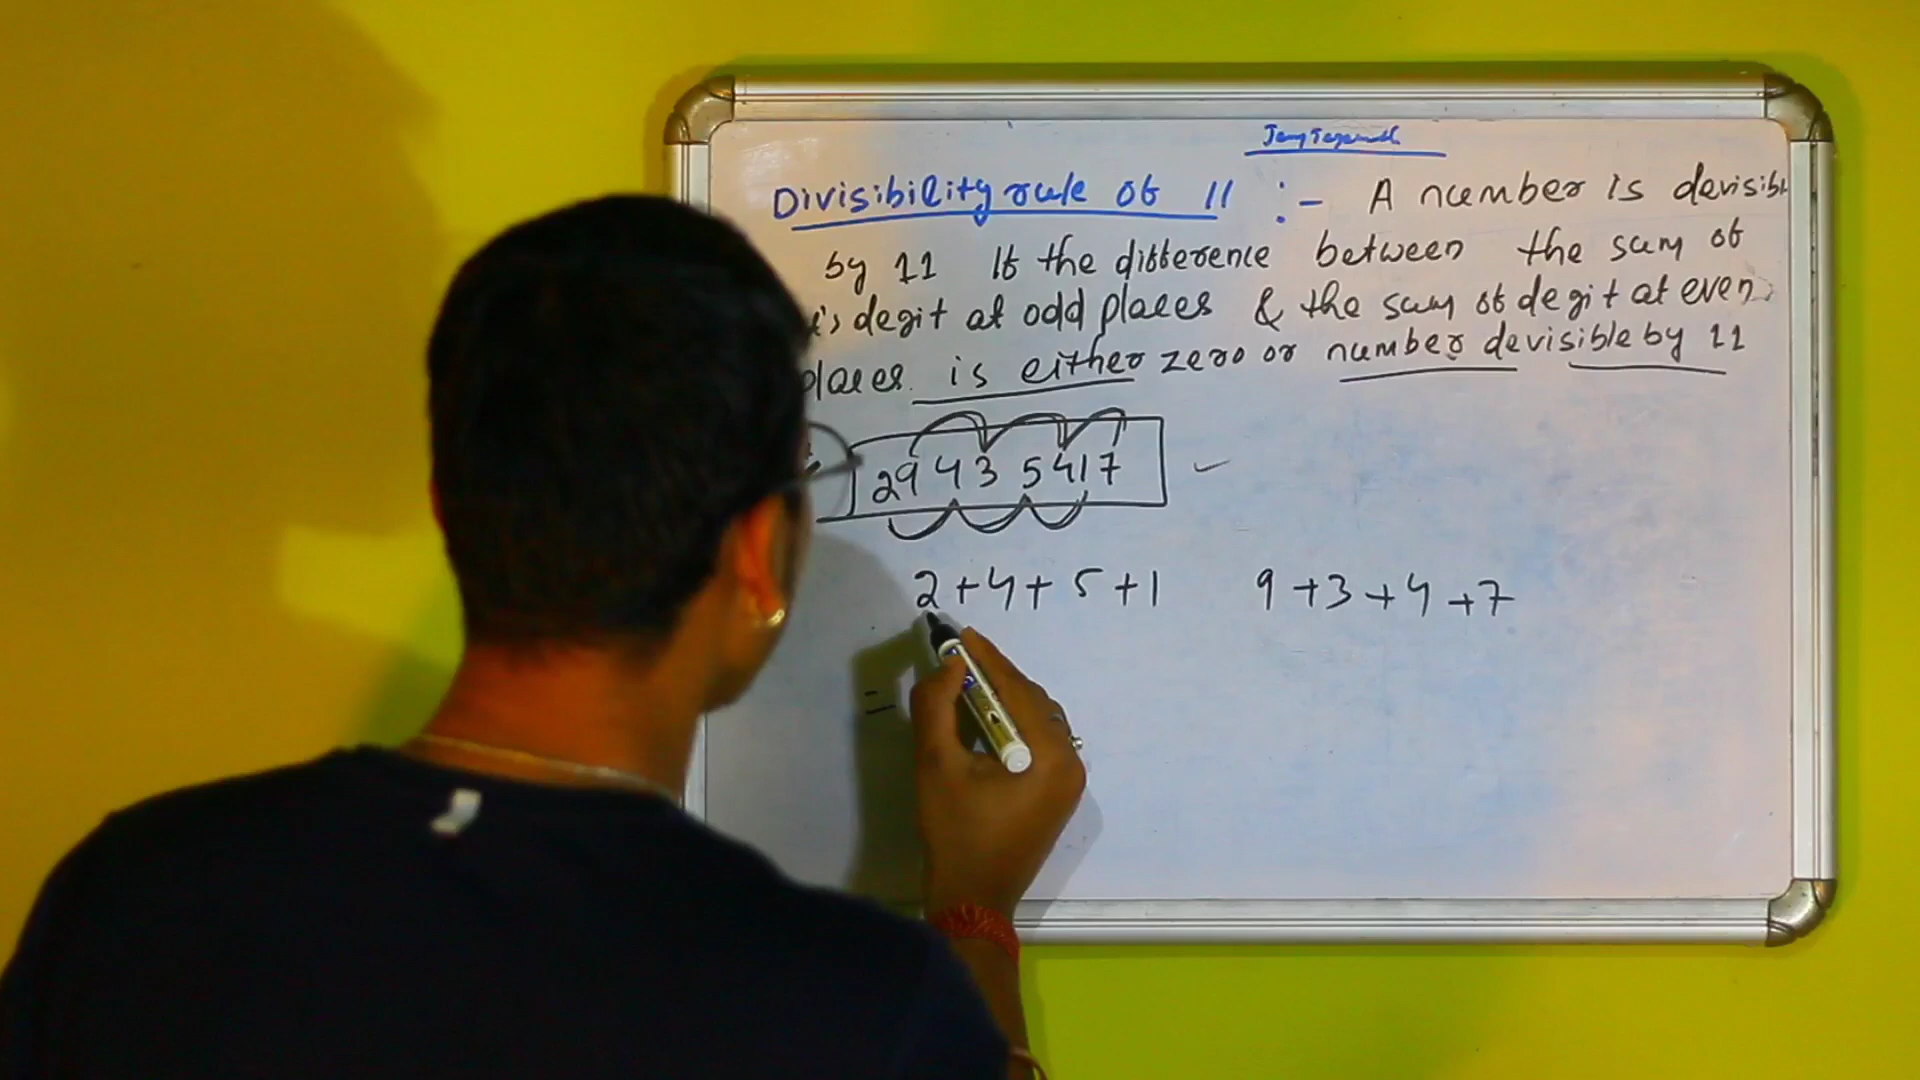 Divisibility rule of 11 :- A number is devisibl
by 11 If the difference between the sum of
it's degit at odd places & the sum of degit at even
places. is either zero or number devisible by 11
29435417
2+4+5+1 9+3+4+7
=